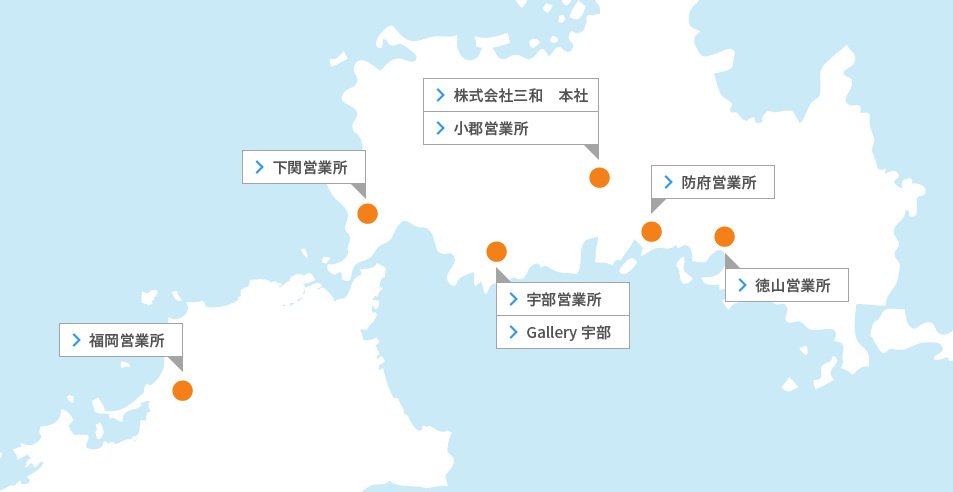 株式会社三和　本社
小郡営業所
下関営業所
防府営業所
徳山営業所
宇部営業所
Gallery 宇部
福岡営業所